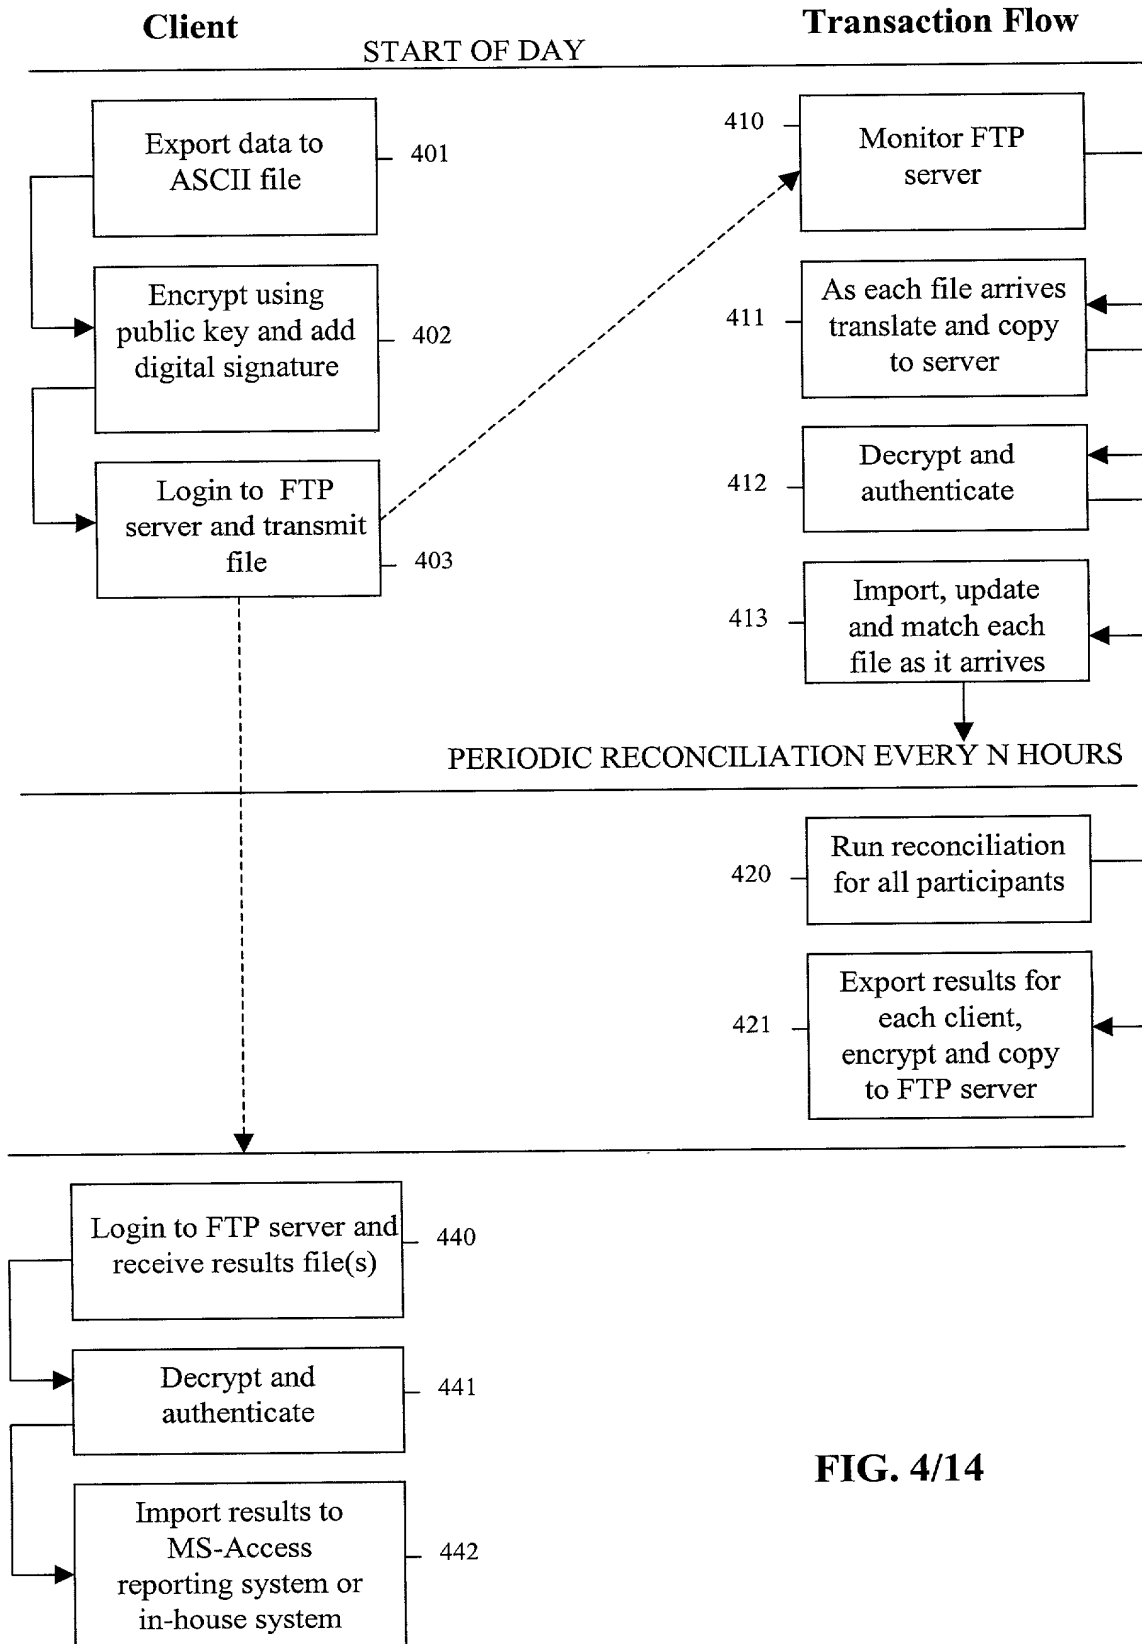 Client
Transaction Flow
START OF DAY
Export data to
ASCII file
401
Encrypt using
public key and add
digital signature
402
Login to FTP
server and transmit
file
403
410
Monitor FTP
server
411
As each file arrives
translate and copy
to server
412
Decrypt and
authenticate
413
Import, update
and match each
file as it arrives
PERIODIC RECONCILIATION EVERY N HOURS
420
Run reconciliation
for all participants
421
Export results for
each client,
encrypt and copy
to FTP server
Login to FTP server and
receive results file(s)
440
Decrypt and
authenticate
441
Import results to
MS-Access
reporting system or
in-house system
442
FIG. 4/14